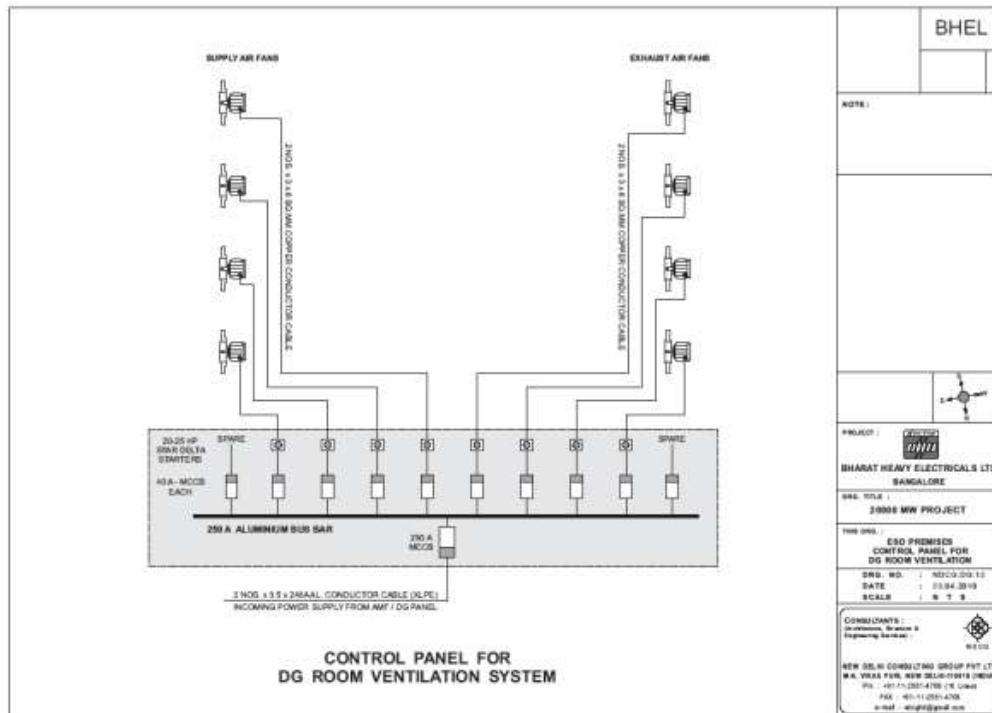 SUPPLY AIR FANS
EXHAUST AIR FANS
2 NOS. x 3 x 6 SQ.MM COPPER CONDUCTOR CABLE
2 NOS. x 3 x 6 SQ.MM COPPER CONDUCTOR CABLE
20-25 HP
STAR DELTA
STARTERS
SPARE
SPARE
40 A - MCCB
EACH
250 A ALUMINIUM BUS BAR
250 A
MCCB
INCOMING POWER SUPPLY FROM AMF / DG PANEL
CONTROL PANEL FOR
DG ROOM VENTILATION SYSTEM
BHEL
NOTE :
PROJECT :
BHARAT HEAVY ELECTRICALS LTD
BANGALORE
DRG. TITLE :
20000 MW PROJECT
THIS DRG. :
ESD PREMISES
CONTROL PANEL FOR
DG ROOM VENTILATION
DRG. NO. :
DATE :
SCALE : N T S
CONSULTANTS :
NEW DELHI CONSULTING GROUP PVT LT